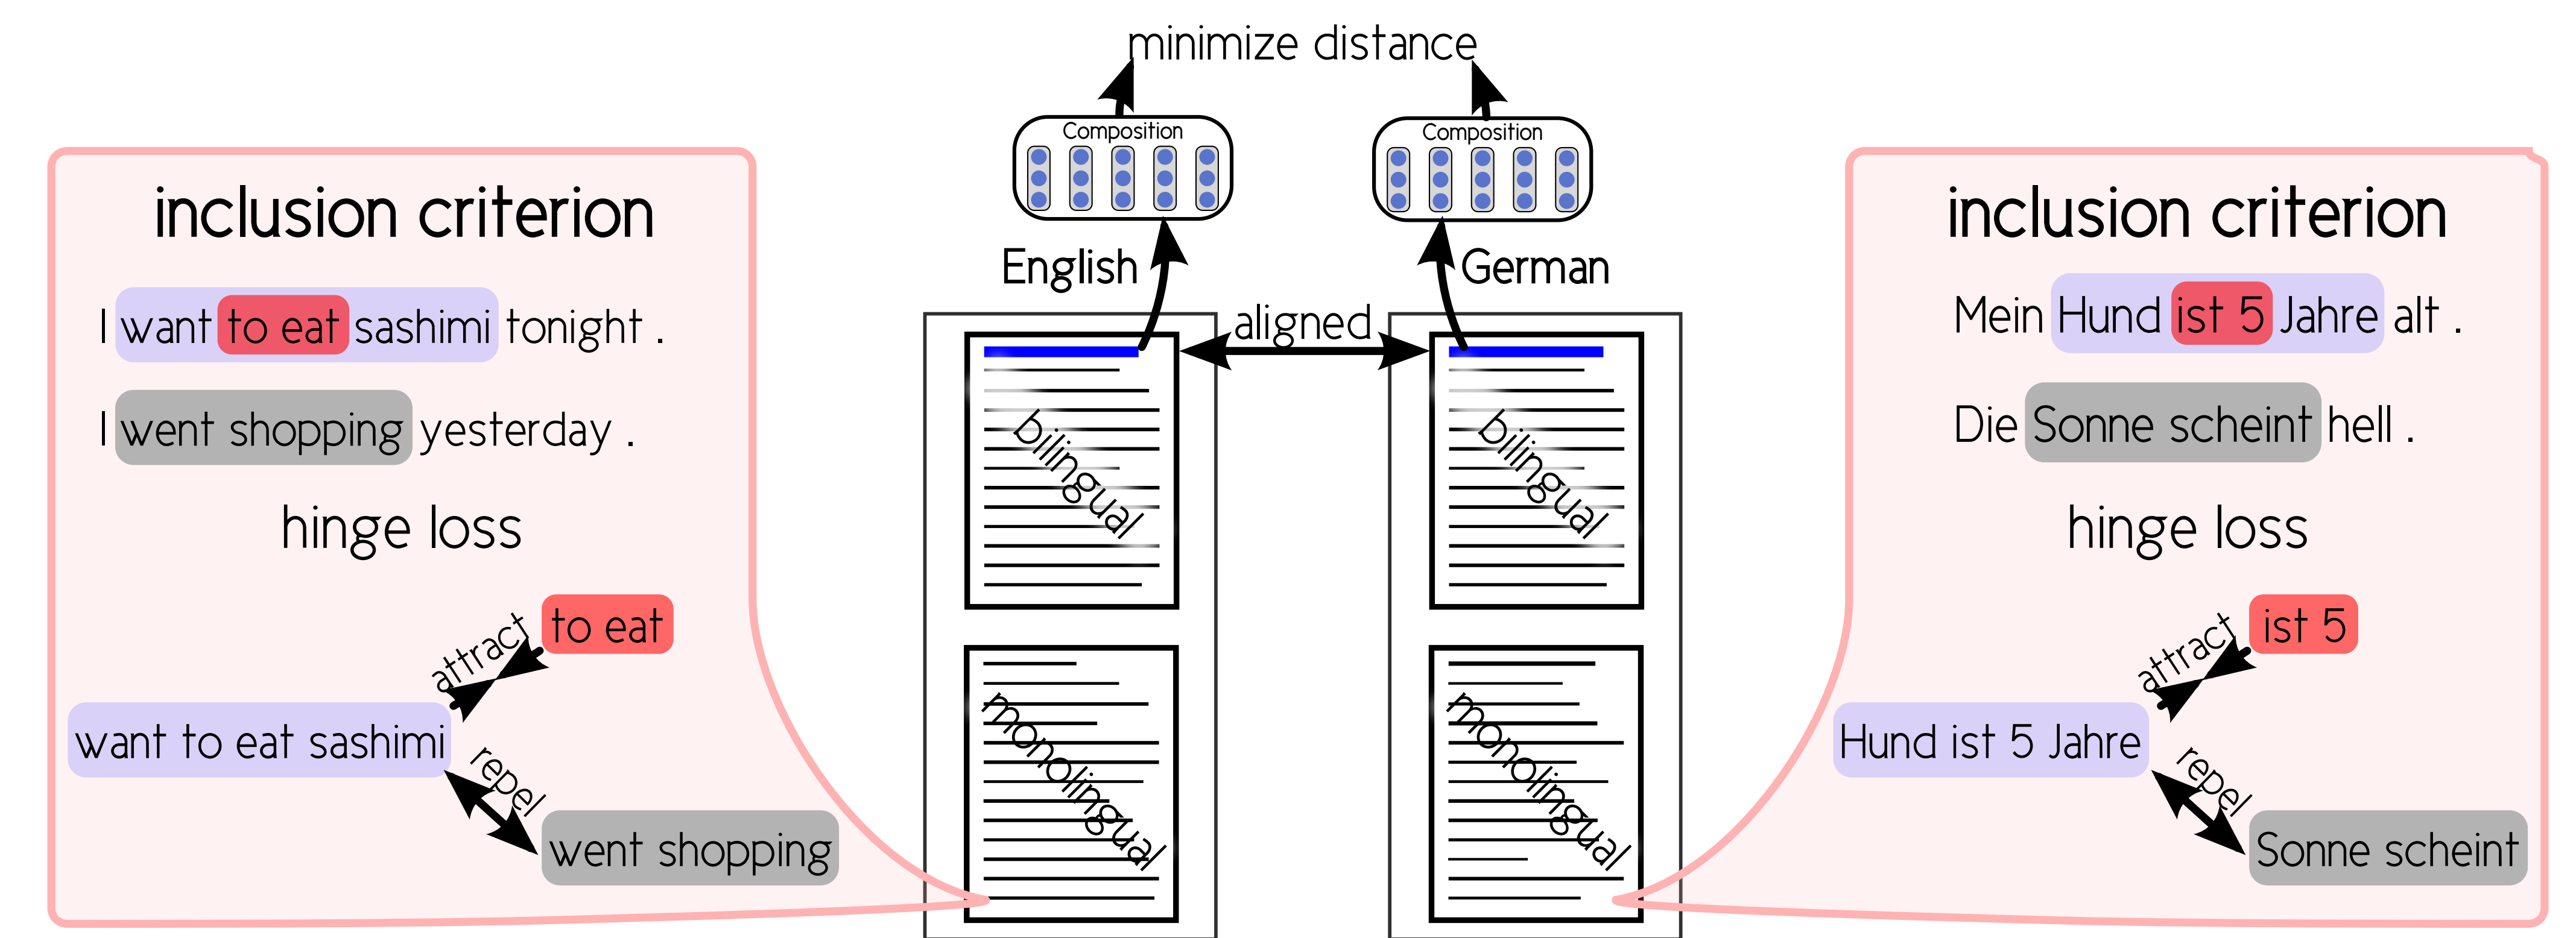 minimize distance
Composition
Composition
English
German
aligned
bilingual
bilingual
monolingual
monolingual
inclusion criterion
I want to eat sashimi tonight .
I went shopping yesterday .
hinge loss
attract
to eat
want to eat sashimi
repel
went shopping
inclusion criterion
Mein Hund ist 5 Jahre alt .
Die Sonne scheint hell .
hinge loss
attract
ist 5
Hund ist 5 Jahre
repel
Sonne scheint